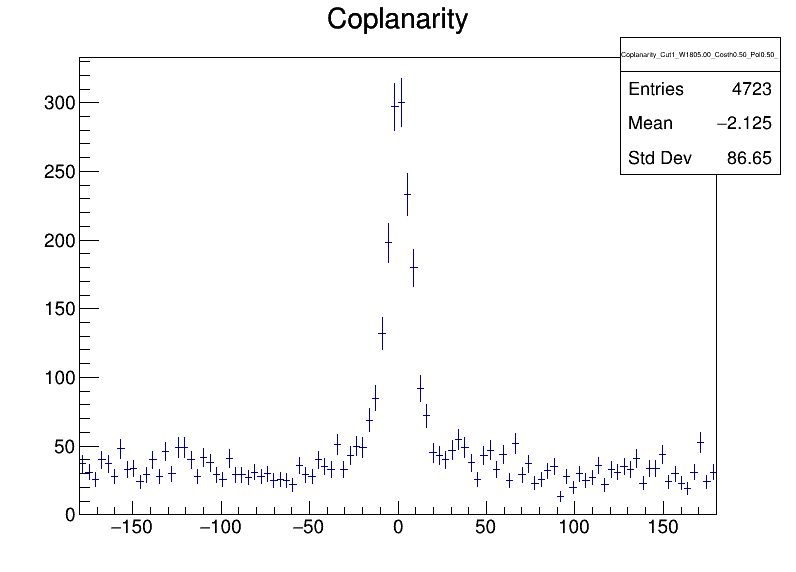 Coplanarity
Coplanarity_Cut1_W1805.00_Costh0.50_Pol0.50_
Entries 4723
Mean −2.125
Std Dev 86.65
300
250
200
150
100
50
0
−150 −100 −50 0 50 100 150